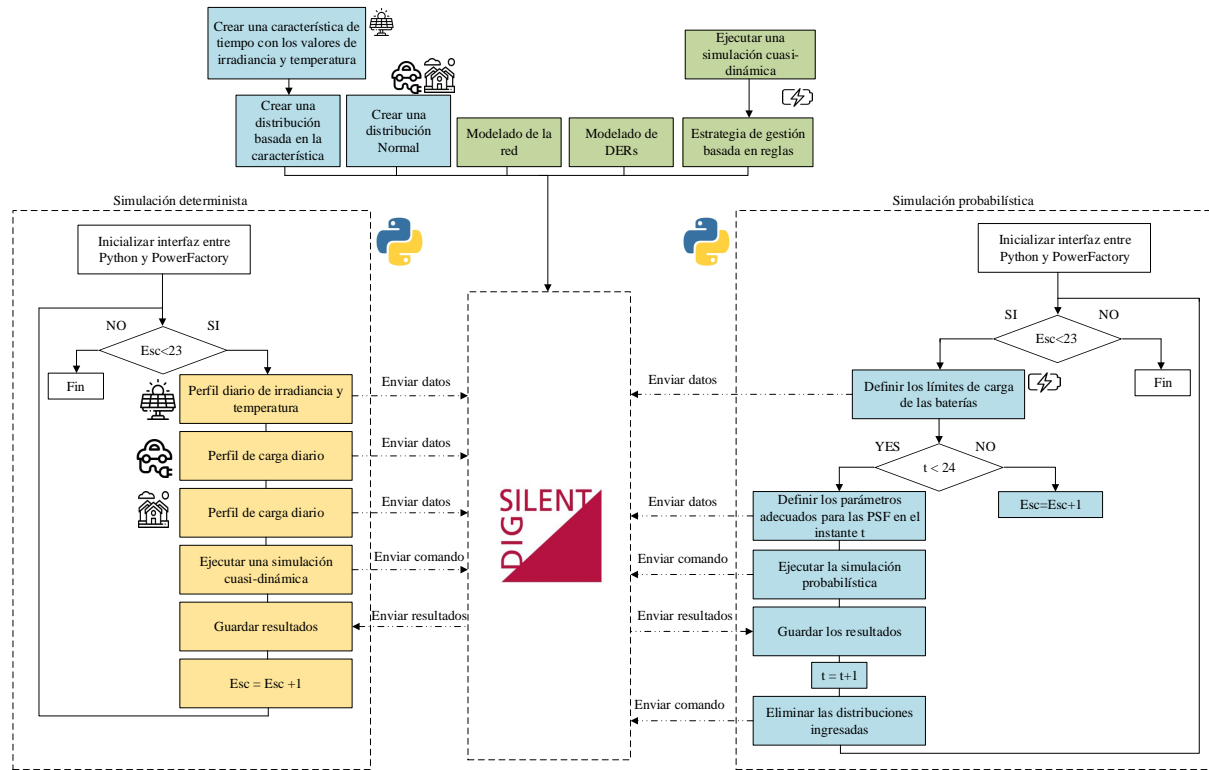 Crear una característica de
tiempo con los valores de
irradiancia y temperatura
Ejecutar una
simulación cuasi-
dinámica
Crear una
distribución
basada en la
característica
Crear una
distribución
Normal
Modelado de la
red
Modelado de
DERs
Estrategia de gestión
basada en reglas
Simulación determinista
Inicializar interfaz entre
Python y PowerFactory
NO
SI
Esc<23
Fin
Perfil diario de irradiancia y
temperatura
Perfil de carga diario
Perfil de carga diario
Ejecutar una simulación
cuasi-dinámica
Guardar resultados
Esc = Esc +1
Enviar datos
Enviar datos
Enviar datos
Enviar comando
Enviar resultados
DIG
SILENT
Enviar datos
Enviar datos
Enviar comando
Enviar resultados
Enviar comando
Simulación probabilística
Inicializar interfaz entre
Python y PowerFactory
SI
NO
Esc<23
Fin
Definir los límites de carga
de las baterías
YES
NO
t < 24
Esc=Esc+1
Definir los parámetros
adecuados para las PSF en el
instante t
Ejecutar la simulación
probabilística
Guardar los resultados
t = t+1
Eliminar las distribuciones
ingresadas